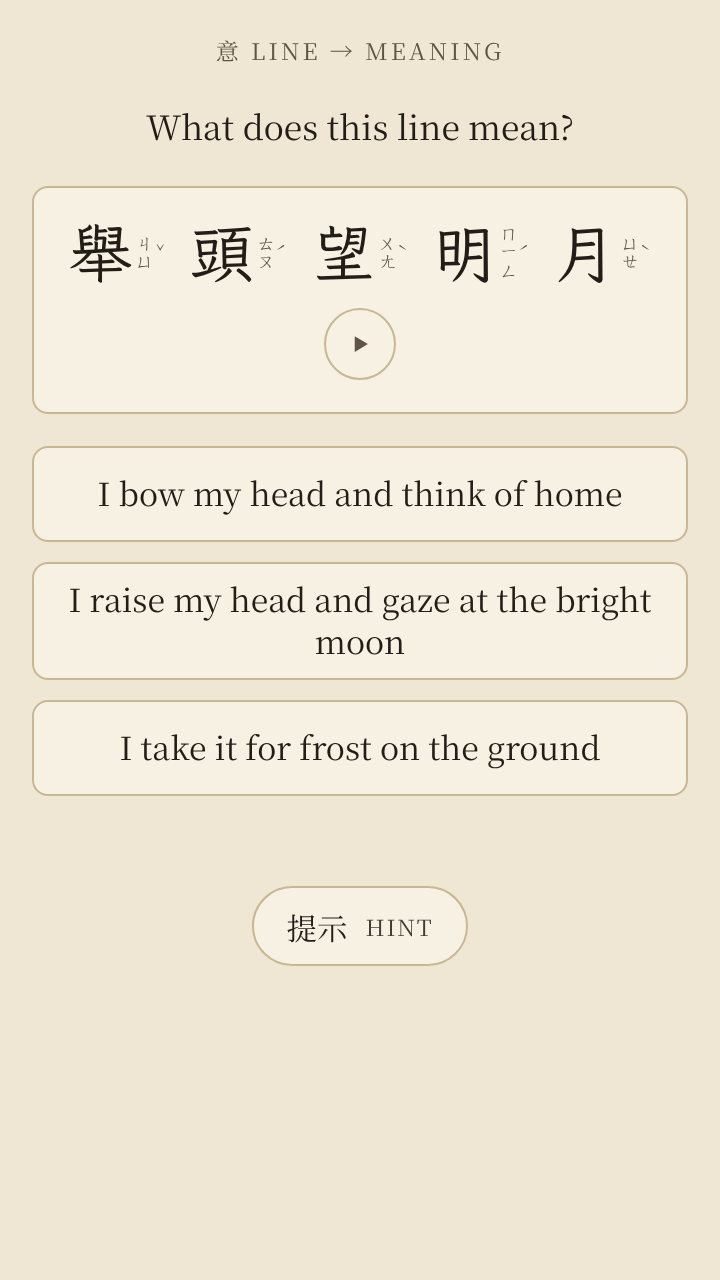 意 LINE → MEANING
What does this line mean?
舉ㄐㄩˇ 頭ㄊㄡˊ 望ㄨㄤˋ 明ㄇㄧㄥˊ 月ㄩㄝˋ
I bow my head and think of home
I raise my head and gaze at the bright
moon
I take it for frost on the ground
提示 HINT